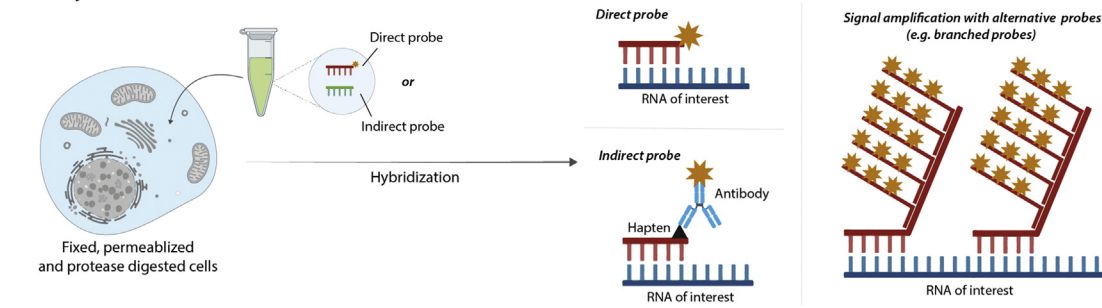 Direct probe
or
Indirect probe
Hybridization
Fixed, permeablized
and protease digested cells
Direct probe
RNA of interest
Indirect probe
Antibody
Hapten
RNA of interest
Signal amplification with alternative probes
(e.g. branched probes)
RNA of interest